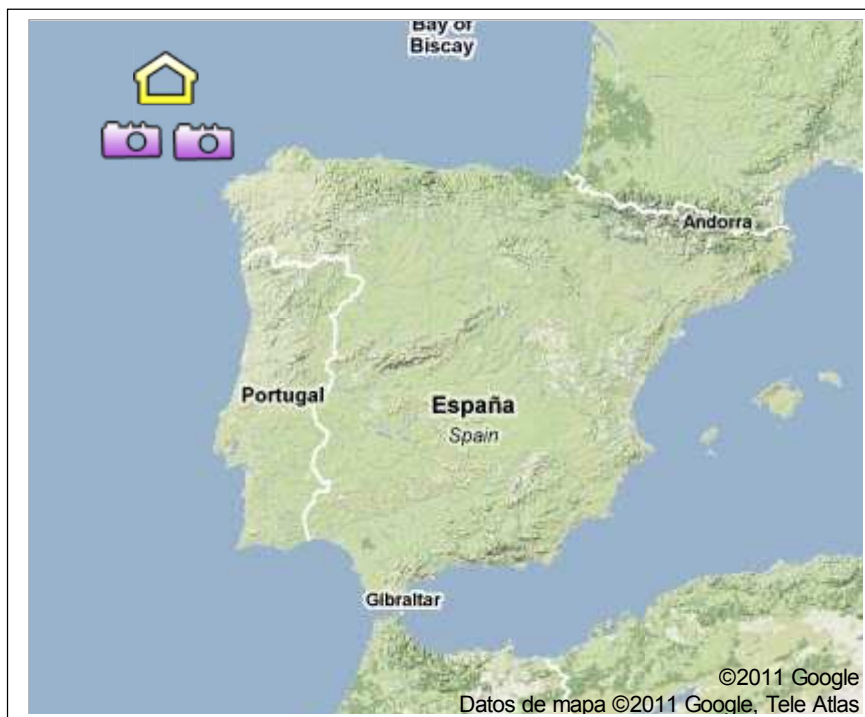 Bay of
Biscay
Andorra
Portugal
España
Spain
Gibraltar
©2011 Google
Datos de mapa ©2011 Google, Tele Atlas